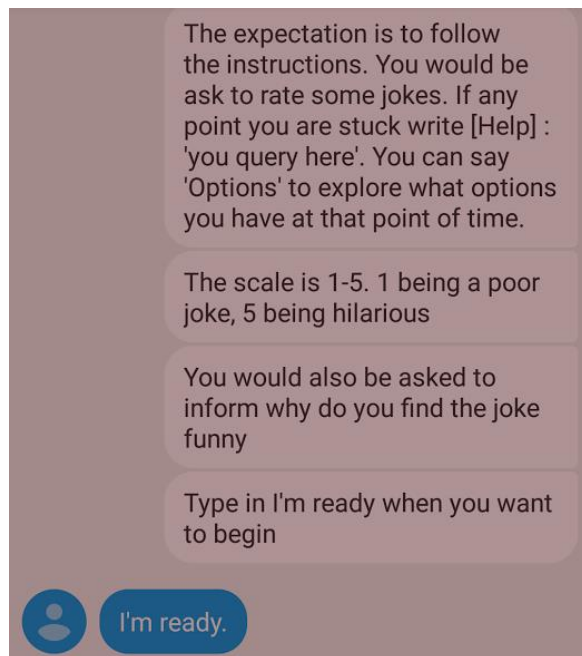 The expectation is to follow
the instructions. You would be
ask to rate some jokes. If any
point you are stuck write [Help] :
'you query here'. You can say
'Options' to explore what options
you have at that point of time.
The scale is 1-5. 1 being a poor
joke, 5 being hilarious
You would also be asked to
inform why do you find the joke
funny
Type in I'm ready when you want
to begin
I'm ready.